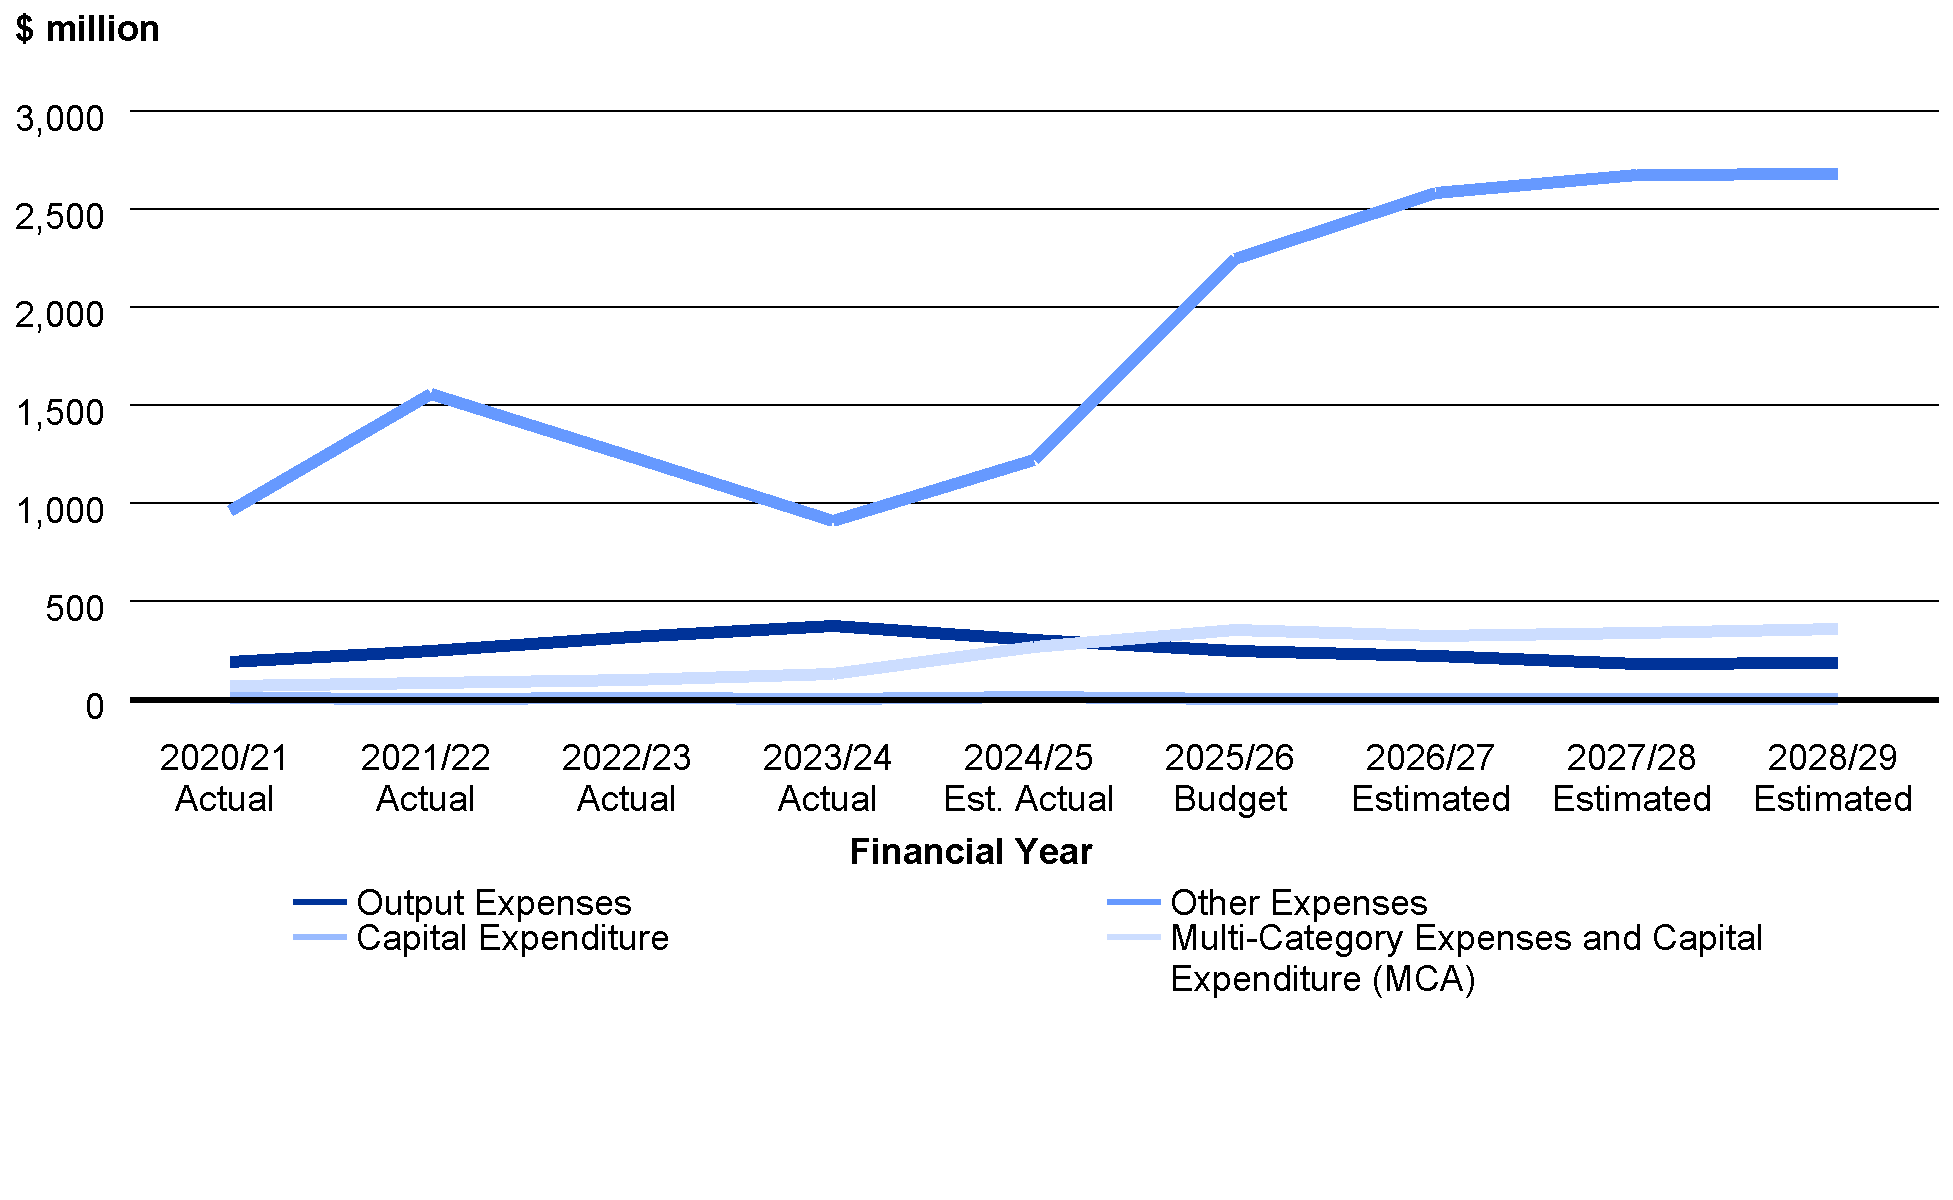 $ million
3,000
2,500
2,000
1,500
1,000
500
0
2020/21 2021/22 2022/23 2023/24 2024/25 2025/26 2026/27 2027/28 2028/29
Actual Actual Actual Actual Est. Actual Budget Estimated Estimated Estimated
Financial Year
Output Expenses Other Expenses
Capital Expenditure Multi-Category Expenses and Capital
Expenditure (MCA)